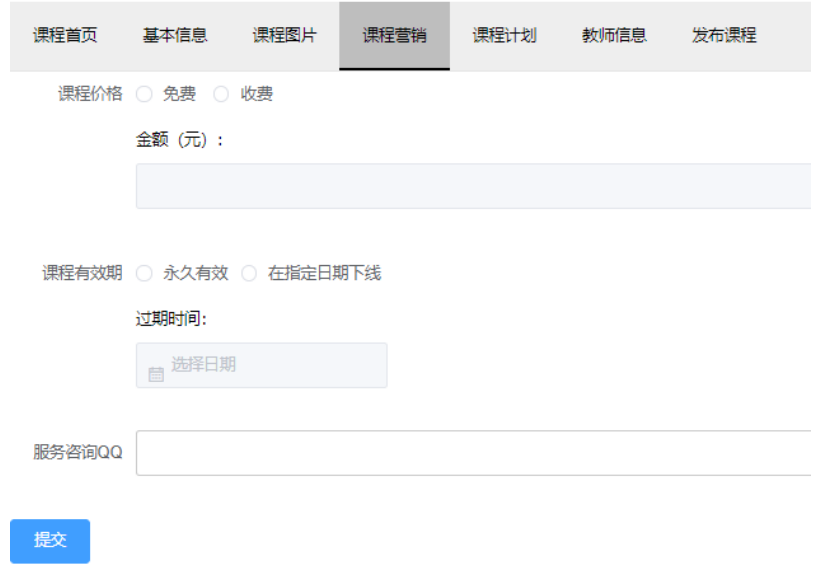 课程首页 基本信息 课程图片 课程营销 课程计划 教师信息 发布课程
课程价格 免费 收费
金额（元）:
课程有效期 永久有效 在指定日期下线
过期时间:
选择日期
服务咨询QQ
提交